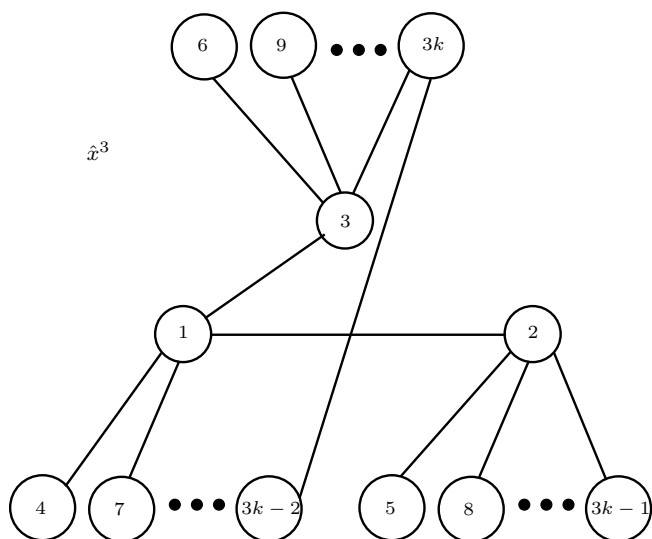 6 9 ••• 3k
x̂³
3
1 2
4 7 ••• 3k − 2 5 8 ••• 3k − 1